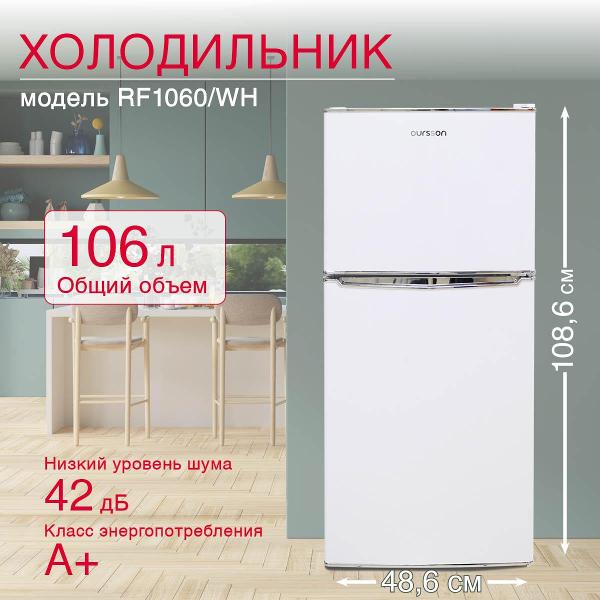 ХОЛОДИЛЬНИК
модель RF1060/WH
oursson
106 л
Общий объем
108,6 см
Низкий уровень шума
42 дБ
Класс энергопотребления
A+
48,6 см